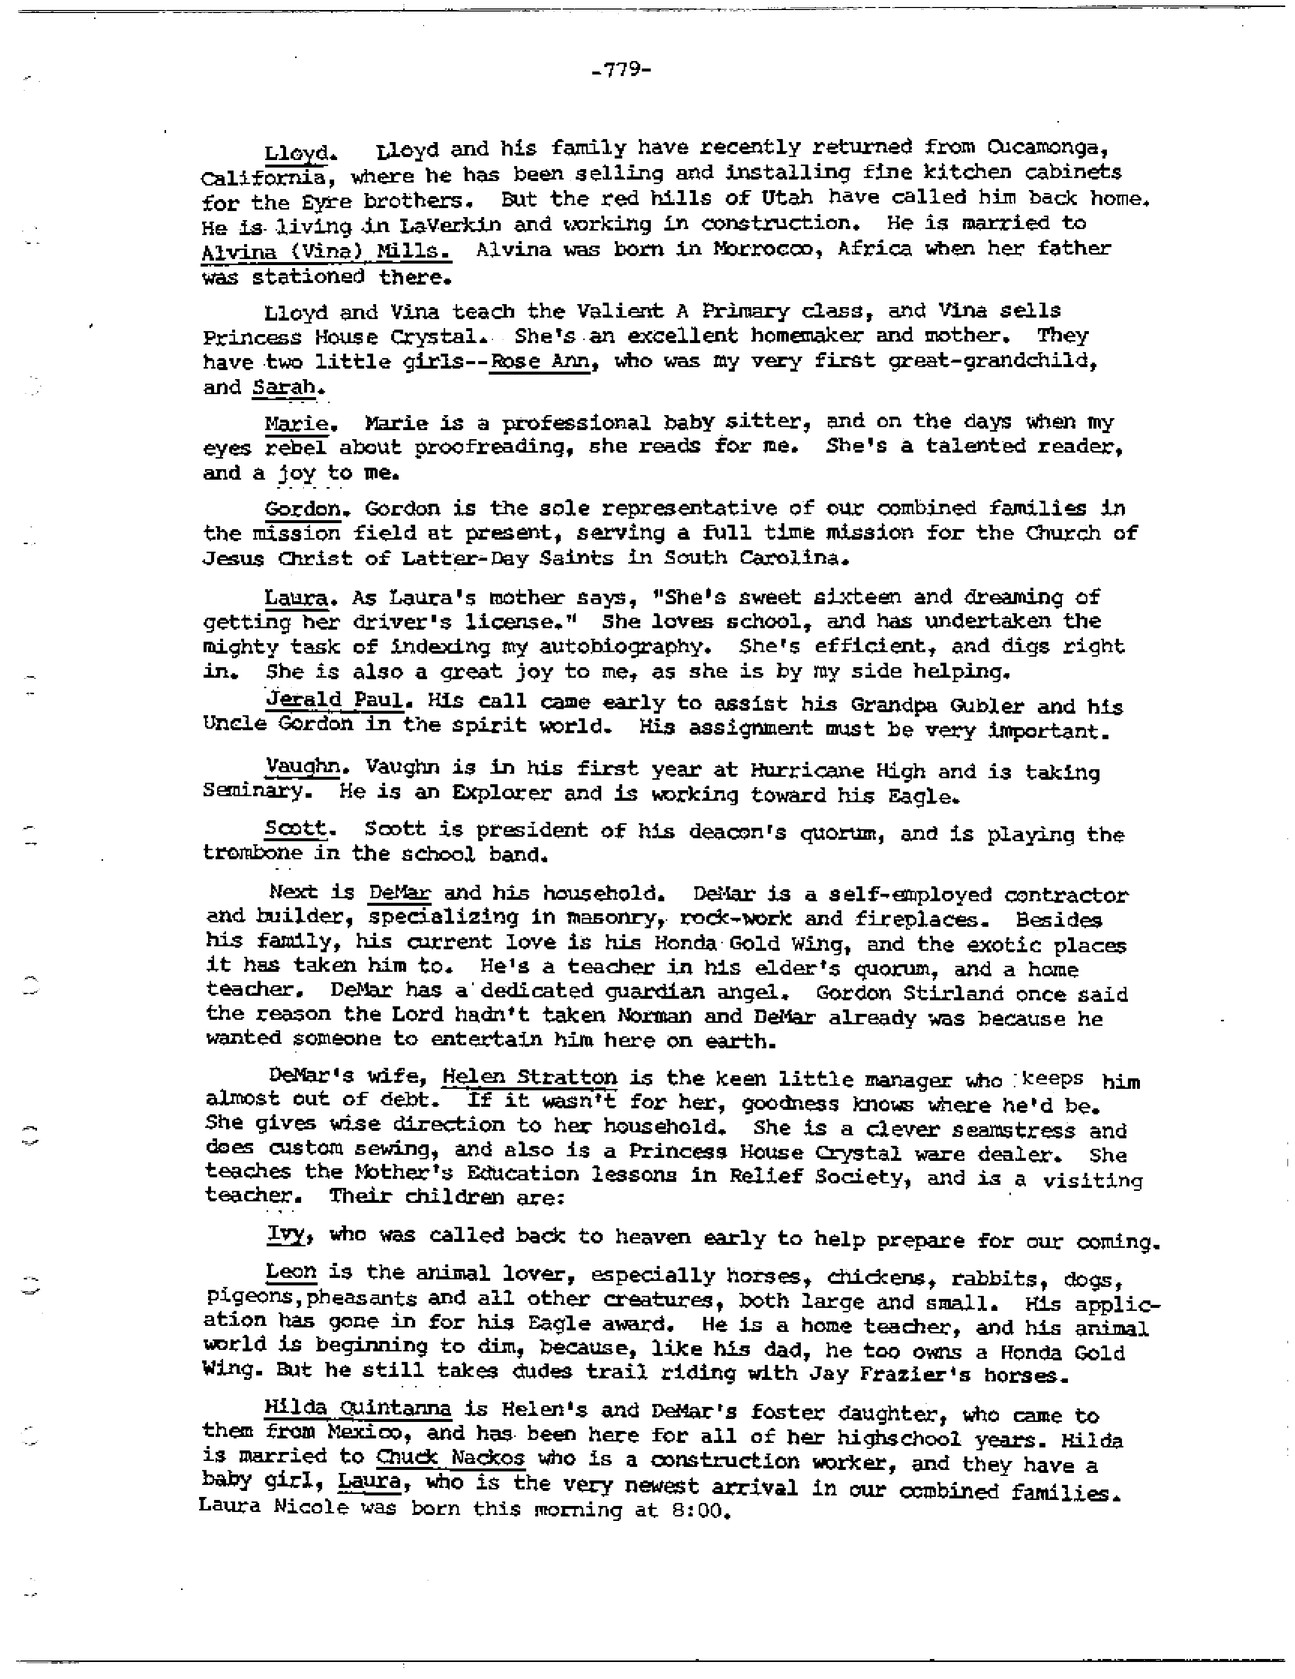 -779-
Lloyd. Lloyd and his family have recently returned from Cucamonga,
California, where he has been selling and installing fine kitchen cabinets
for the Eyre brothers. But the red hills of Utah have called him back home.
He is living in LaVerkin and working in construction. He is married to
Alvina (Vina) Mills. Alvina was born in Morrocco, Africa when her father
was stationed there.
Lloyd and Vina teach the Valient A Primary class, and Vina sells
Princess House Crystal. She's an excellent homemaker and mother. They
have two little girls--Rose Ann, who was my very first great-grandchild,
and Sarah.
Marie. Marie is a professional baby sitter, and on the days when my
eyes rebel about proofreading, she reads for me. She's a talented reader,
and a joy to me.
Gordon. Gordon is the sole representative of our combined families in
the mission field at present, serving a full time mission for the Church of
Jesus Christ of Latter-Day Saints in South Carolina.
Laura. As Laura's mother says, "She's sweet sixteen and dreaming of
getting her driver's license." She loves school, and has undertaken the
mighty task of indexing my autobiography. She's efficient, and digs right
in. She is also a great joy to me, as she is by my side helping.
Jerald Paul. His call came early to assist his Grandpa Gubler and his
Uncle Gordon in the spirit world. His assignment must be very important.
Vaughn. Vaughn is in his first year at Hurricane High and is taking
Seminary. He is an Explorer and is working toward his Eagle.
Scott. Scott is president of his deacon's quorum, and is playing the
trombone in the school band.
Next is DeMar and his household. DeMar is a self-employed contractor
and builder, specializing in masonry, rock-work and fireplaces. Besides
his family, his current love is his Honda Gold Wing, and the exotic places
it has taken him to. He's a teacher in his elder's quorum, and a home
teacher. DeMar has a dedicated guardian angel. Gordon Stirland once said
the reason the Lord hadn't taken Norman and DeMar already was because he
wanted someone to entertain him here on earth.
DeMar's wife, Helen Stratton is the keen little manager who keeps him
almost out of debt. If it wasn't for her, goodness knows where he'd be.
She gives wise direction to her household. She is a clever seamstress and
does custom sewing, and also is a Princess House Crystal ware dealer. She
teaches the Mother's Education lessons in Relief Society, and is a visiting
teacher. Their children are:
Ivy, who was called back to heaven early to help prepare for our coming.
Leon is the animal lover, especially horses, chickens, rabbits, dogs,
pigeons,pheasants and all other creatures, both large and small. His applic-
ation has gone in for his Eagle award. He is a home teacher, and his animal
world is beginning to dim, because, like his dad, he too owns a Honda Gold
Wing. But he still takes dudes trail riding with Jay Frazier's horses.
Hilda Quintanna is Helen's and DeMar's foster daughter, who came to
them from Mexico, and has been here for all of her highschool years. Hilda
is married to Chuck Nackos who is a construction worker, and they have a
baby girl, Laura, who is the very newest arrival in our combined families.
Laura Nicole was born this morning at 8:00.